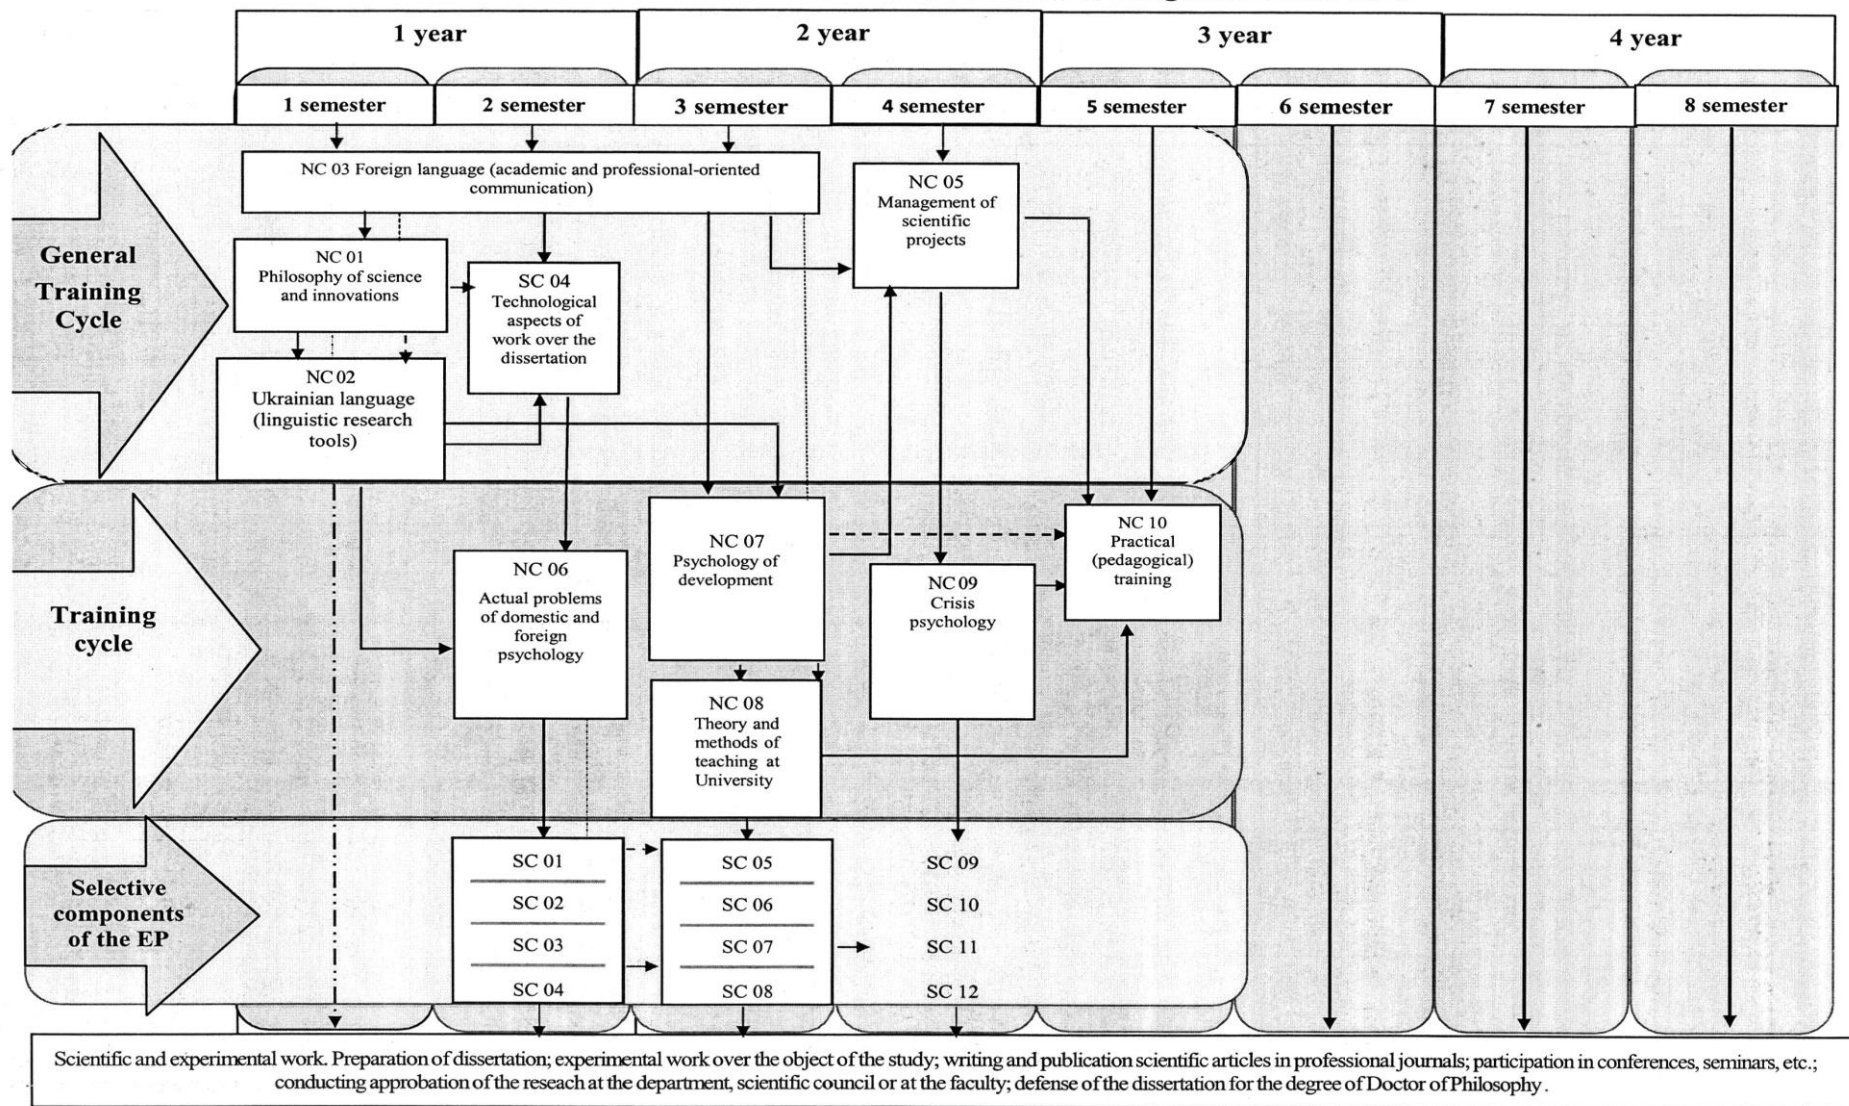 1 year
2 year
3 year
4 year
1 semester
2 semester
3 semester
4 semester
5 semester
6 semester
7 semester
8 semester
General
Training
Cycle
NC 03 Foreign language (academic and professional-oriented
communication)
NC 05
Management of
scientific
projects
NC 01
Philosophy of science
and innovations
SC 04
Technological
aspects of
work over the
dissertation
NC 02
Ukrainian language
(linguistic research
tools)
Training
cycle
NC 06
Actual problems
of domestic and
foreign
psychology
NC 07
Psychology of
development
NC 08
Theory and
methods of
teaching at
University
NC 09
Crisis
psychology
NC 10
Practical
(pedagogical)
training
Selective
components
of the EP
SC 01
SC 02
SC 03
SC 04
SC 05
SC 06
SC 07
SC 08
SC 09
SC 10
SC 11
SC 12
Scientific and experimental work. Preparation of dissertation; experimental work over the object of the study; writing and publication scientific articles in professional journals; participation in conferences, seminars, etc.;
conducting approbation of the reseach at the department, scientific council or at the faculty; defense of the dissertation for the degree of Doctor of Philosophy.